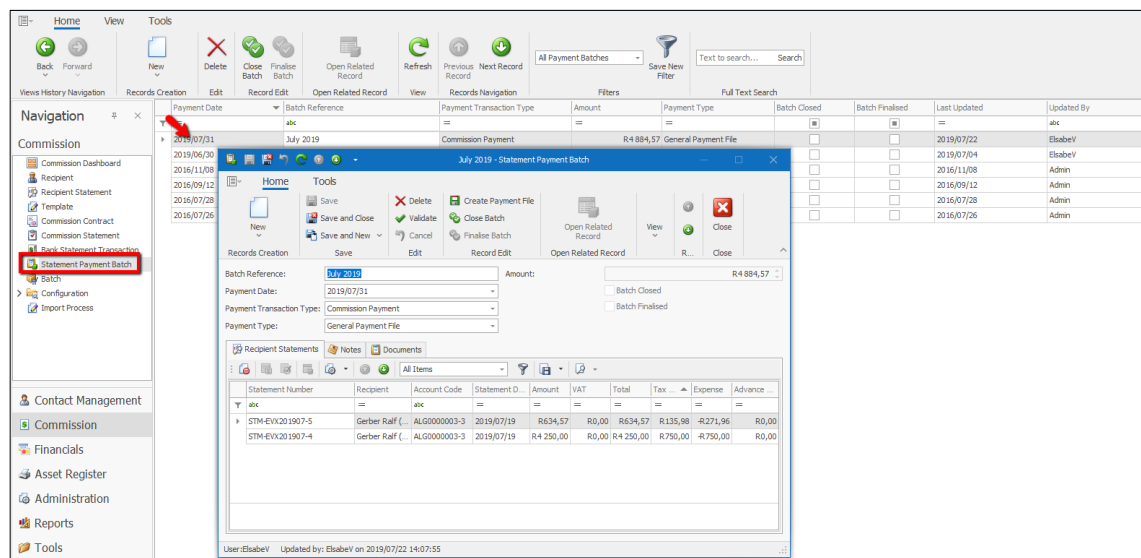 Home View Tools
Back Forward New Delete Close Batch Finalise Batch Open Related Record Refresh Previous Record Next Record All Payment Batches Save New Filter Text to search... Search
Views History Navigation Records Creation Edit Record Edit Open Related Record View Records Navigation Filters Full Text Search
Navigation
Commission
Commission Dashboard
Recipient
Recipient Statement
Template
Commission Contract
Commission Statement
Bank Statement Transaction
Statement Payment Batch
Batch
Configuration
Import Process
Contact Management
Commission
Financials
Asset Register
Administration
Reports
Tools
Payment Date Batch Reference Payment Transaction Type Amount Payment Type Batch Closed Batch Finalised Last Updated Updated By
= abc = = = = abc
2019/07/31 July 2019 Commission Payment R4 884,57 General Payment File 2019/07/22 ElsabeV
2019/06/30 2019/07/04 ElsabeV
2016/11/08 2016/11/08 Admin
2016/09/12 2016/09/12 Admin
2016/07/28 2016/07/28 Admin
2016/07/26 2016/07/26 Admin
July 2019 - Statement Payment Batch
Home Tools
New Save Delete Create Payment File Open Related Record View Close
Save and Close Validate Close Batch
Save and New Cancel Finalise Batch
Records Creation Save Edit Record Edit Open Related Record R... Close
Batch Reference: July 2019 Amount: R4 884,57
Payment Date: 2019/07/31 Batch Closed
Payment Transaction Type: Commission Payment Batch Finalised
Payment Type: General Payment File
Recipient Statements Notes Documents
All Items
Statement Number Recipient Account Code Statement D... Amount VAT Total Tax ... Expense Advance ...
abc = abc = = = = = = =
STM-EVX201907-5 Gerber Ralf (... ALG0000003-3 2019/07/19 R634,57 R0,00 R634,57 R135,98 -R271,96 R0,00
STM-EVX201907-4 Gerber Ralf (... ALG0000003-3 2019/07/19 R4 250,00 R0,00 R4 250,00 R750,00 -R750,00 R0,00
User:ElsabeV Updated by: ElsabeV on 2019/07/22 14:07:55